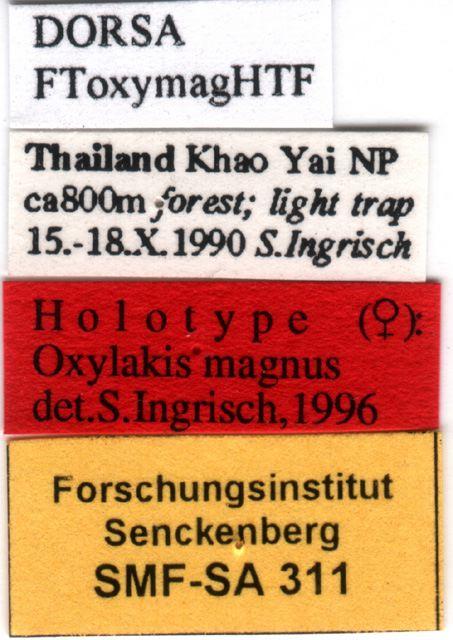 DORSA
FToxymagHTF
Thailand Khao Yai NP
ca800m forest; light trap
15.-18.X.1990 S.Ingrisch
Holotype (♀):
Oxylakis magnus
det.S.Ingrisch,1996
Forschungsinstitut
Senckenberg
SMF-SA 311